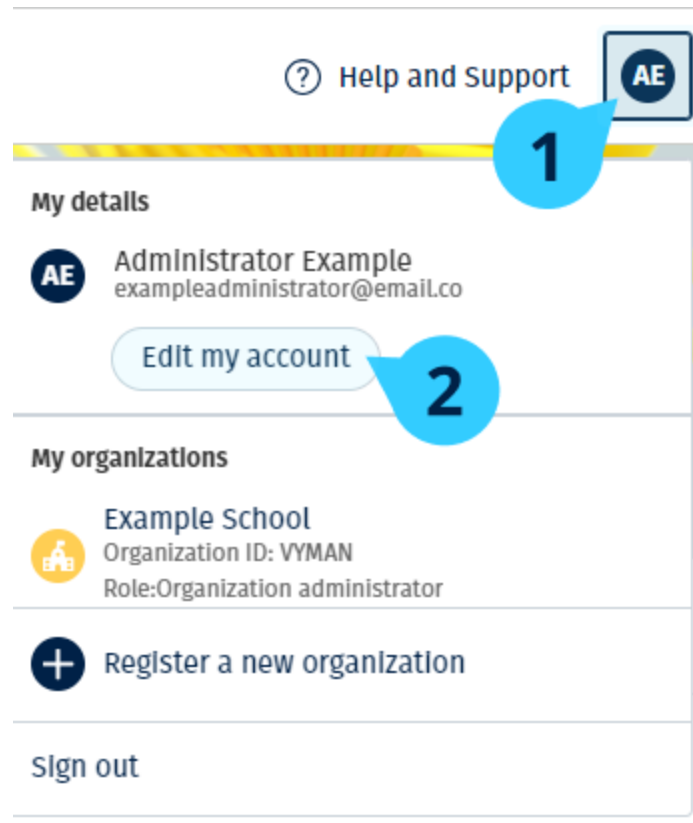 ? Help and Support AE
1
My details
AE Administrator Example
exampleadministrator@email.co
Edit my account
2
My organizations
Example School
Organization ID: VYMAN
Role:Organization administrator
Register a new organization
Sign out